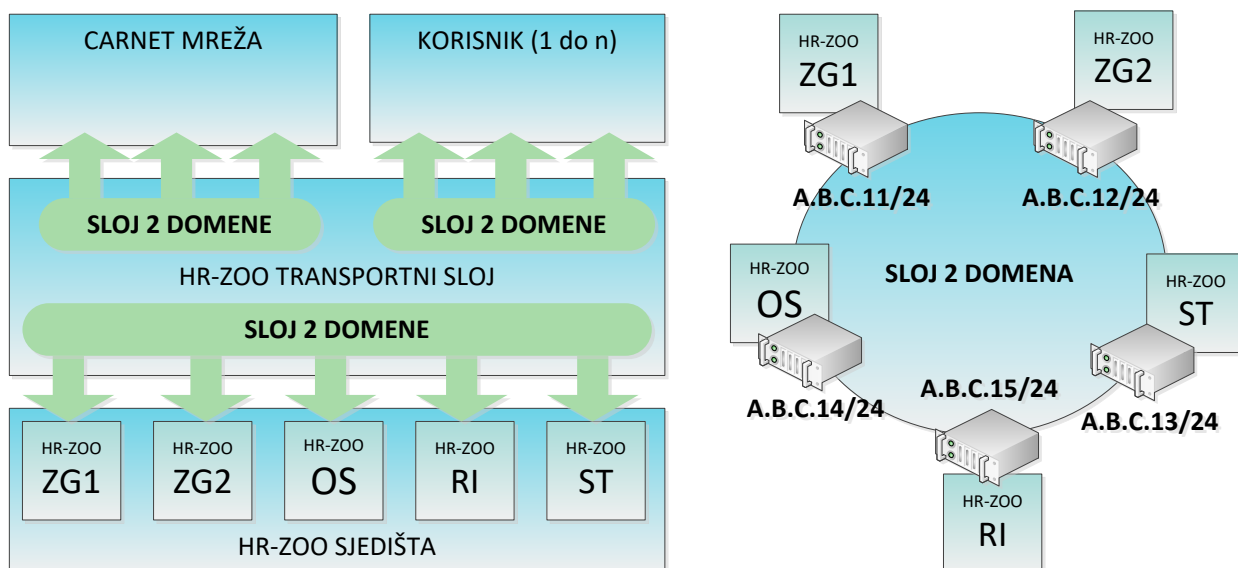 CARNET MREŽA
KORISNIK (1 do n)
SLOJ 2 DOMENE
SLOJ 2 DOMENE
HR-ZOO TRANSPORTNI SLOJ
SLOJ 2 DOMENE
HR-ZOO
ZG1
HR-ZOO
ZG2
HR-ZOO
OS
HR-ZOO
RI
HR-ZOO
ST
HR-ZOO SJEDIŠTA
HR-ZOO
ZG1
HR-ZOO
ZG2
A.B.C.11/24
A.B.C.12/24
HR-ZOO
OS
SLOJ 2 DOMENA
HR-ZOO
ST
A.B.C.15/24
A.B.C.14/24
A.B.C.13/24
HR-ZOO
RI